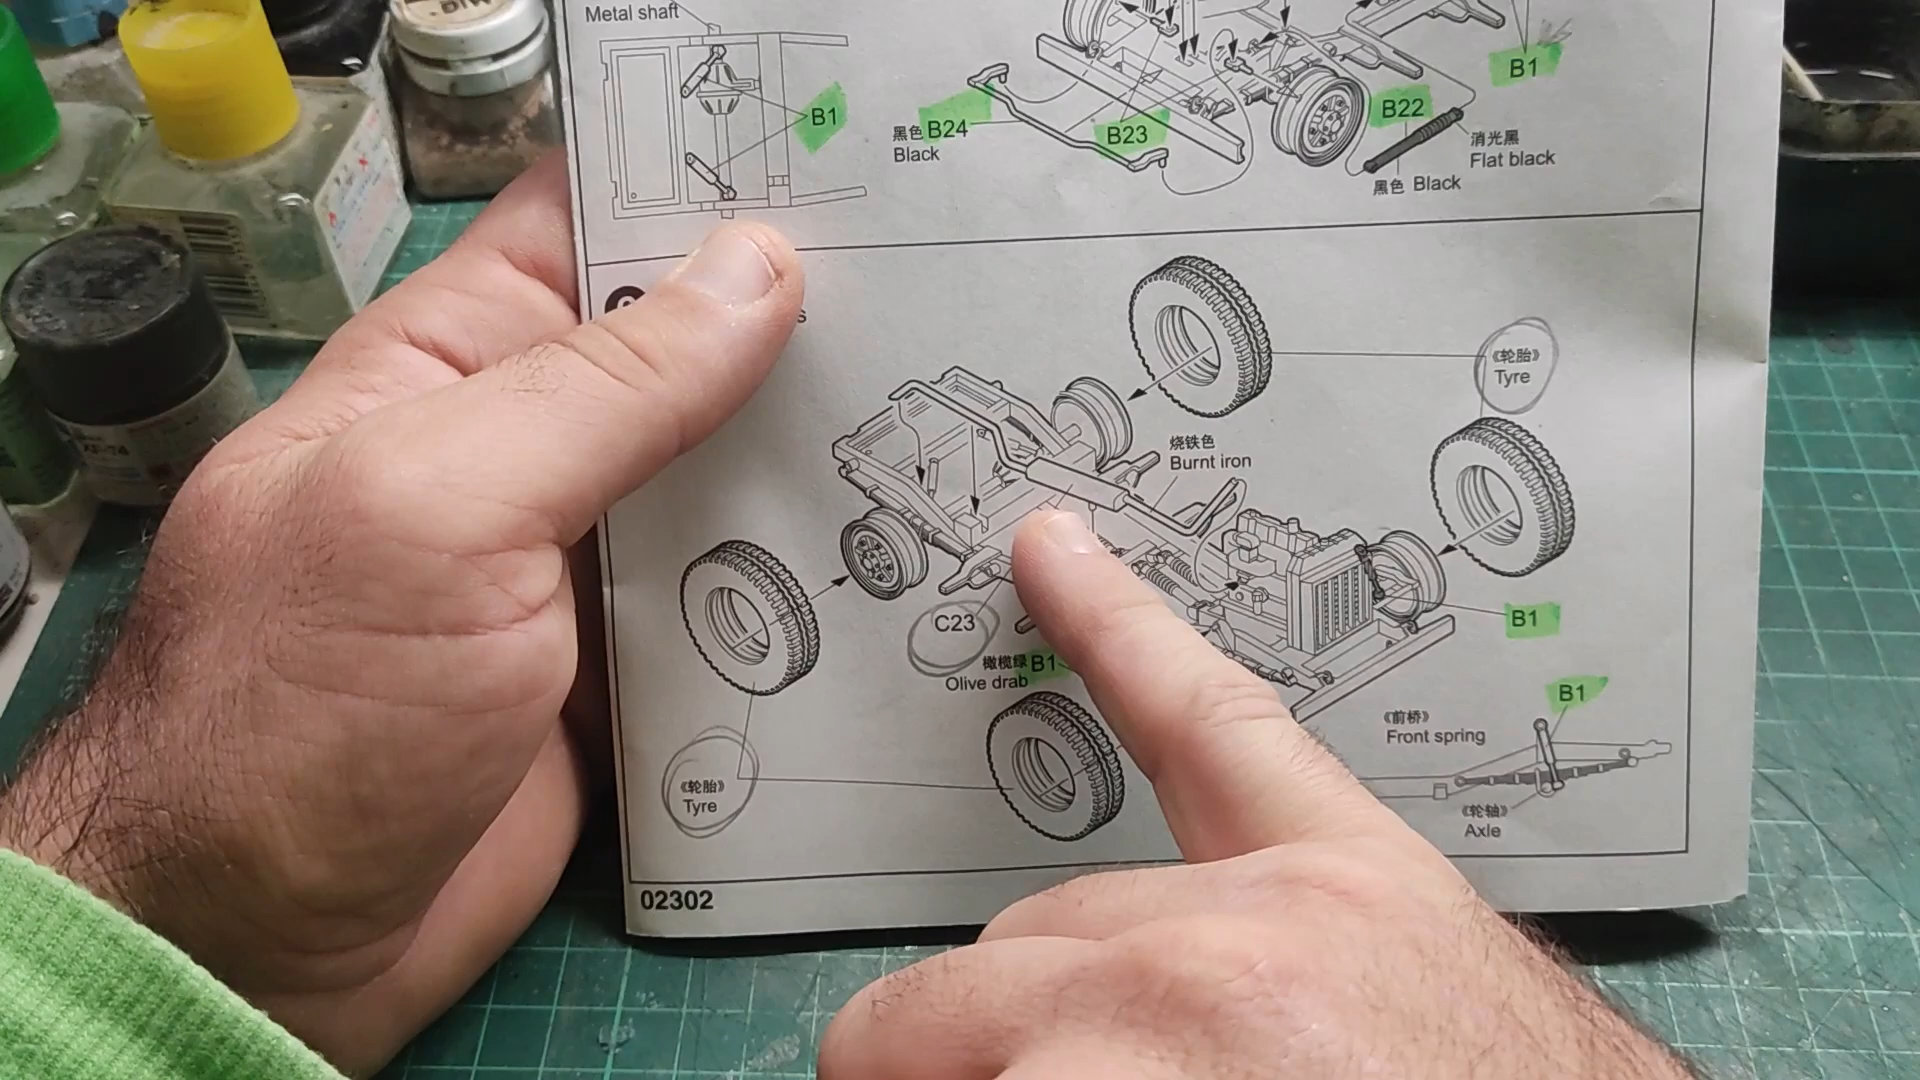 Metal shaft
B1
B1
黑色 B24
Black
B23
B22
消光黑
Flat black
黑色 Black
s
《轮胎》
Tyre
烧铁色
Burnt iron
C23
橄榄绿 B1
Olive drab
B1
B1
《前桥》
Front spring
《轮胎》
Tyre
《轮轴》
Axle
02302